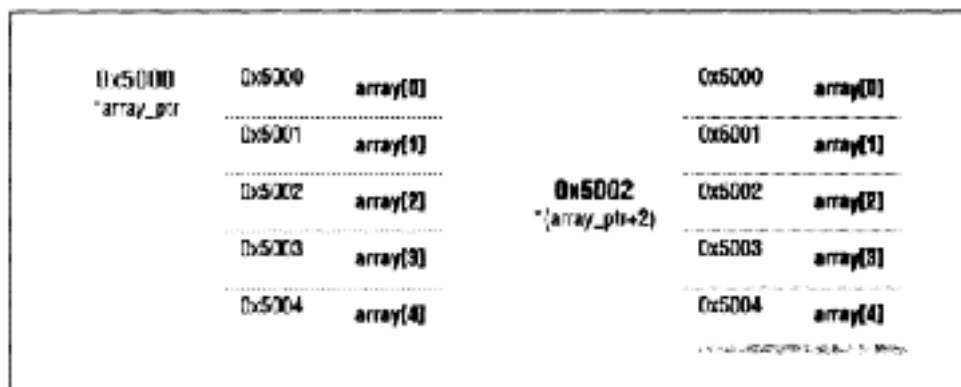 0x5000
*array_ptr
0x5000 array[0]
0x5001 array[1]
0x5002 array[2]
0x5003 array[3]
0x5004 array[4]
0x5002
*(array_ptr+2)
0x5000 array[0]
0x5001 array[1]
0x5002 array[2]
0x5003 array[3]
0x5004 array[4]